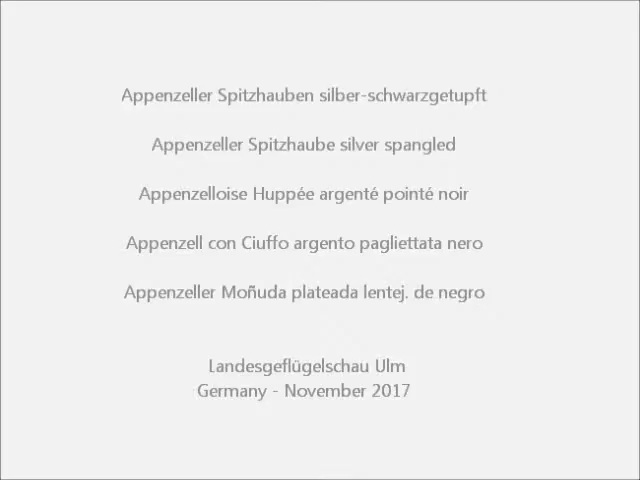 Appenzeller Spitzhauben silber-schwarzgetupft
Appenzeller Spitzhaube silver spangled
Appenzelloise Huppée argenté pointé noir
Appenzell con Ciuffo argento pagliettata nero
Appenzeller Moñuda plateada lentej. de negro
Landesgeflügelschau Ulm
Germany - November 2017